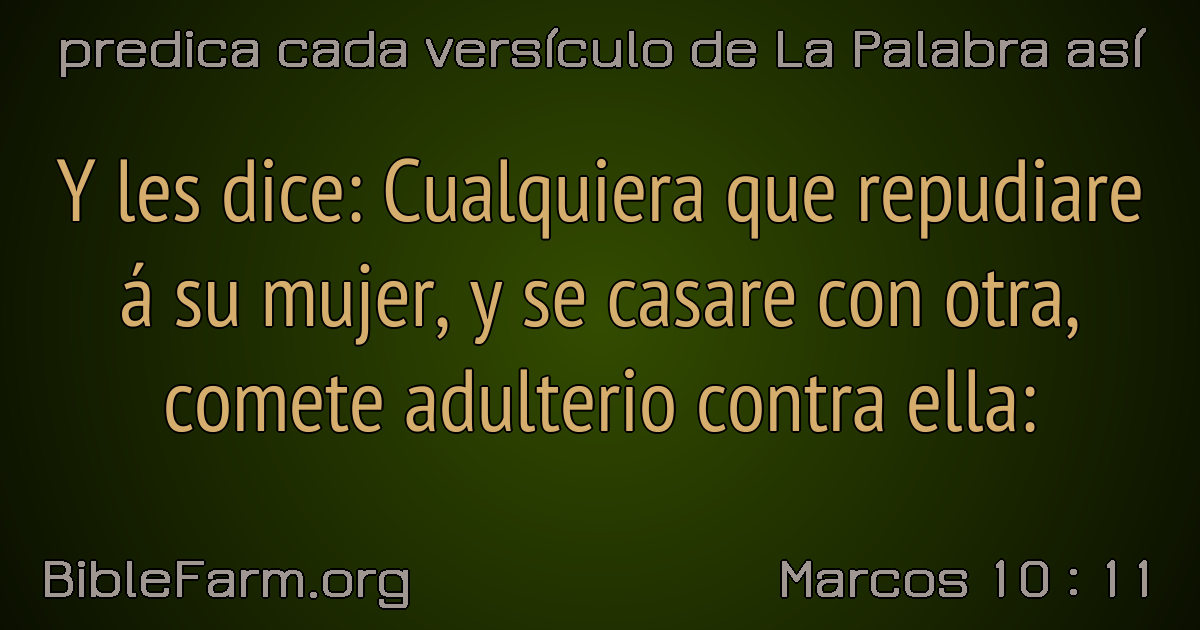 predica cada versículo de La Palabra así
Y les dice: Cualquiera que repudiare
á su mujer, y se casare con otra,
comete adulterio contra ella:
BibleFarm.org
Marcos 10 : 11